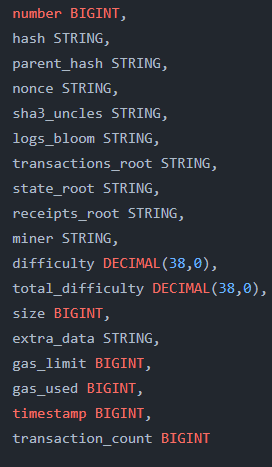 number BIGINT,
hash STRING,
parent_hash STRING,
nonce STRING,
sha3_uncles STRING,
logs_bloom STRING,
transactions_root STRING,
state_root STRING,
receipts_root STRING,
miner STRING,
difficulty DECIMAL(38,0),
total_difficulty DECIMAL(38,0),
size BIGINT,
extra_data STRING,
gas_limit BIGINT,
gas_used BIGINT,
timestamp BIGINT,
transaction_count BIGINT